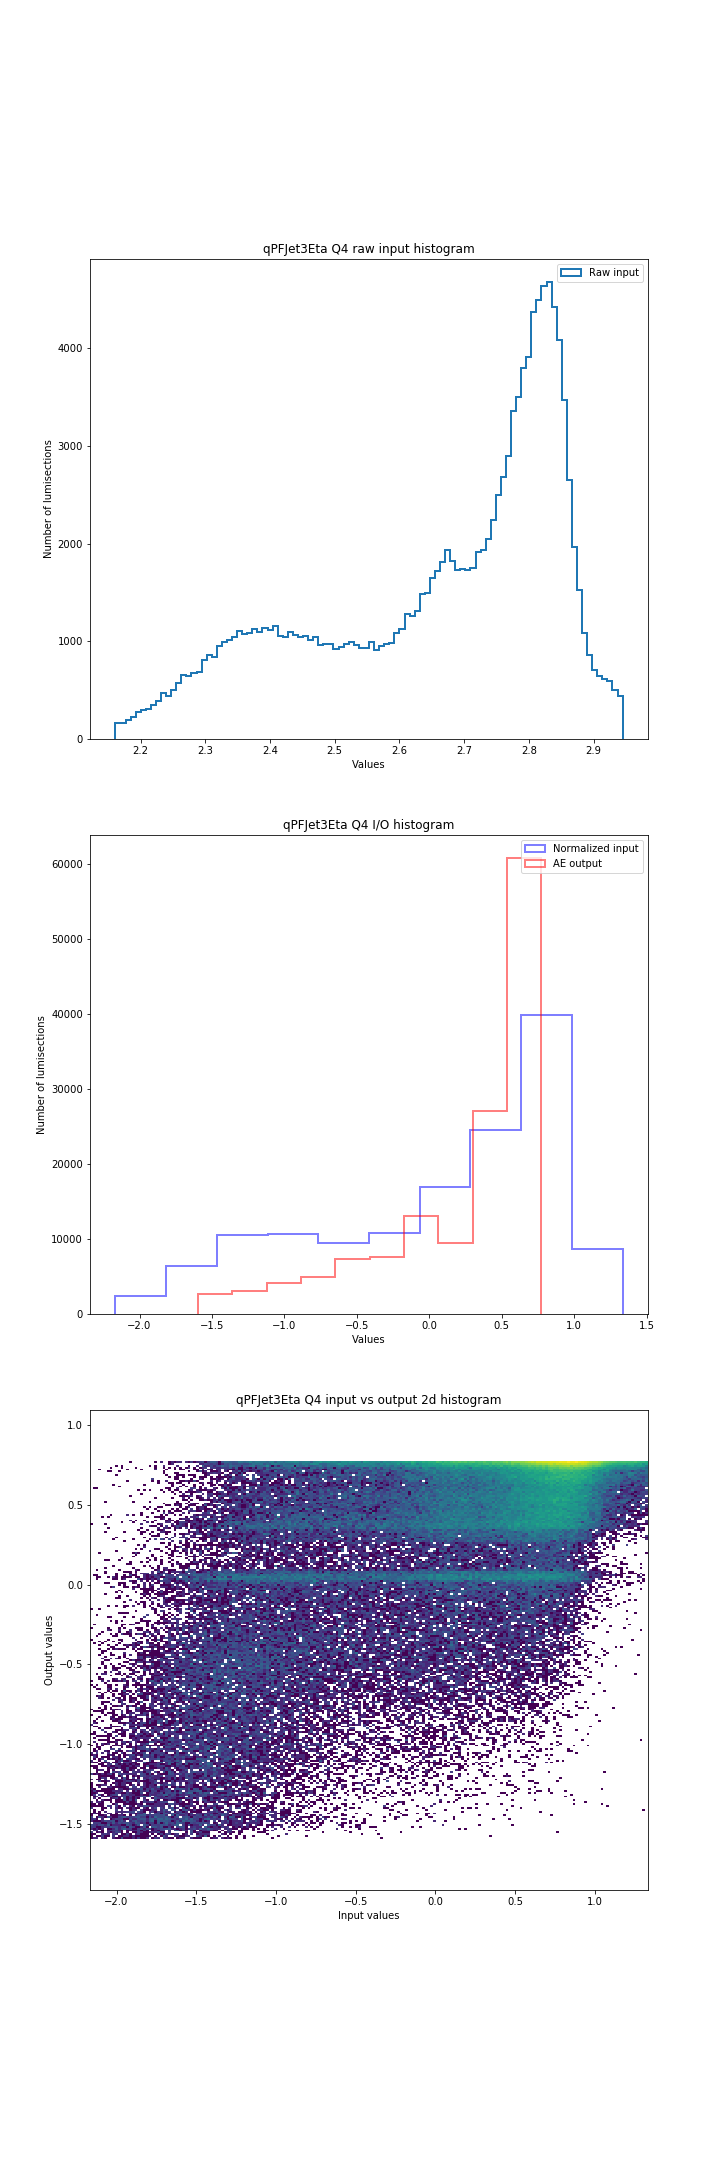 qPFJet3Eta Q4 raw input histogram
Raw input
4000
3000
2000
1000
0
Number of lumisections
2.2 2.3 2.4 2.5 2.6 2.7 2.8 2.9
Values
qPFJet3Eta Q4 I/O histogram
Normalized input
AE output
60000
50000
40000
30000
20000
10000
0
Number of lumisections
−2.0 −1.5 −1.0 −0.5 0.0 0.5 1.0 1.5
Values
qPFJet3Eta Q4 input vs output 2d histogram
1.0
0.5
0.0
−0.5
−1.0
−1.5
Output values
−2.0 −1.5 −1.0 −0.5 0.0 0.5 1.0
Input values